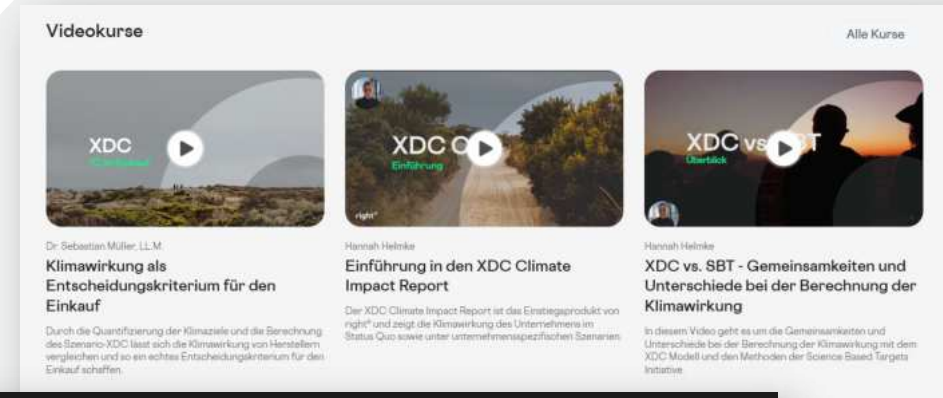 Videokurse
Alle Kurse
XDC
XDC C
Einführung
right°
XDC vs BT
Überblick
Dr. Sebastian Müller, LL.M.
Klimawirkung als
Entscheidungskriterium für den
Einkauf
Durch die Quantifizierung der Klimaziele und die Berechnung
des Szenario-XDC lässt sich die Klimawirkung von Herstellern
vergleichen und so ein echtes Entscheidungskriterium für den
Einkauf schaffen.
Hannah Helmke
Einführung in den XDC Climate
Impact Report
Der XDC Climate Impact Report ist das Einstiegsprodukt von
right° und zeigt die Klimawirkung des Unternehmens im
Status Quo sowie unter unternehmensspezifischen Szenarien.
Hannah Helmke
XDC vs. SBT - Gemeinsamkeiten und
Unterschiede bei der Berechnung der
Klimawirkung
In diesem Video geht es um die Gemeinsamkeiten und
Unterschiede bei der Berechnung der Klimawirkung mit dem
XDC Modell und den Methoden der Science Based Targets
Initiative